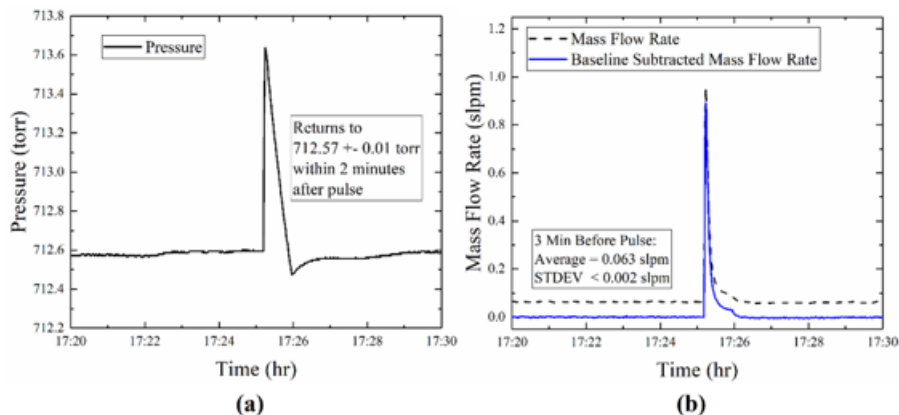 713.8
713.6
713.4
713.2
713.0
712.8
712.6
712.4
712.2
Pressure (torr)
Pressure
Returns to
712.57 +- 0.01 torr
within 2 minutes
after pulse
17:20 17:22 17:24 17:26 17:28 17:30
Time (hr)
(a)
1.2
1.0
0.8
0.6
0.4
0.2
0.0
Mass Flow Rate (slpm)
Mass Flow Rate
Baseline Subtracted Mass Flow Rate
3 Min Before Pulse:
Average = 0.063 slpm
STDEV < 0.002 slpm
17:20 17:22 17:24 17:26 17:28 17:30
Time (hr)
(b)